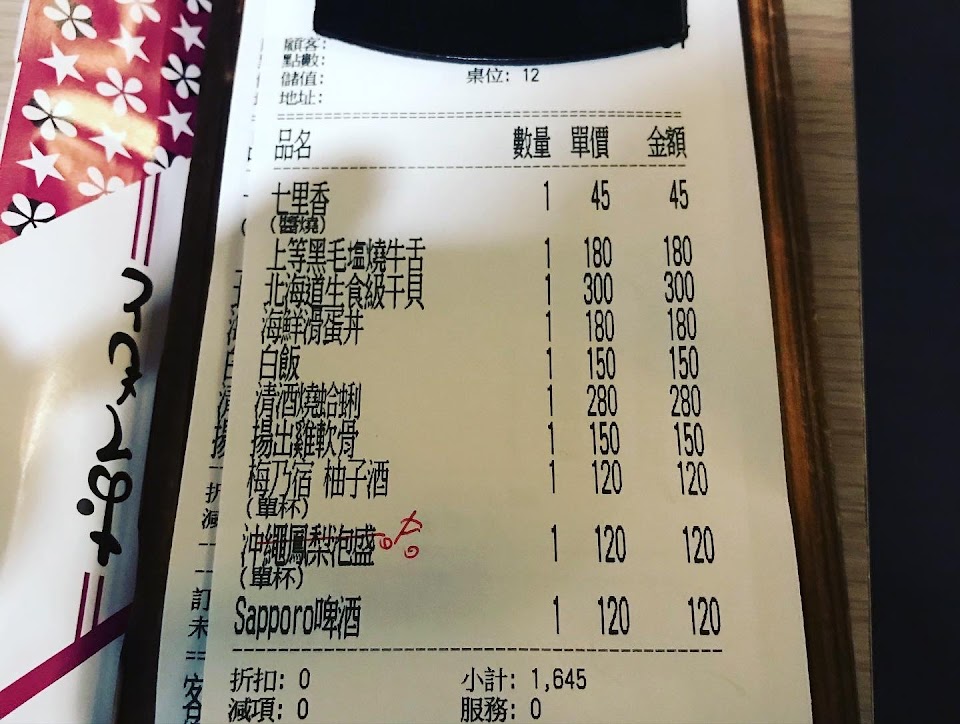 顧客:
點數:
儲值: 桌位: 12
地址:
品名 數量 單價 金額
七里香 1 45 45
(醬燒)
上等黑毛塩燒牛舌 1 180 180
北海道生食級干貝 1 300 300
海鮮滑蛋丼 1 180 180
白飯 1 150 150
清酒燒蛤蜊 1 280 280
揚出雞軟骨 1 150 150
梅乃宿 柚子酒 1 120 120
(單杯)
沖繩鳳梨泡盛 1 120 120
(單杯)
Sapporo啤酒 1 120 120
折扣: 0 小計: 1,645
減項: 0 服務: 0